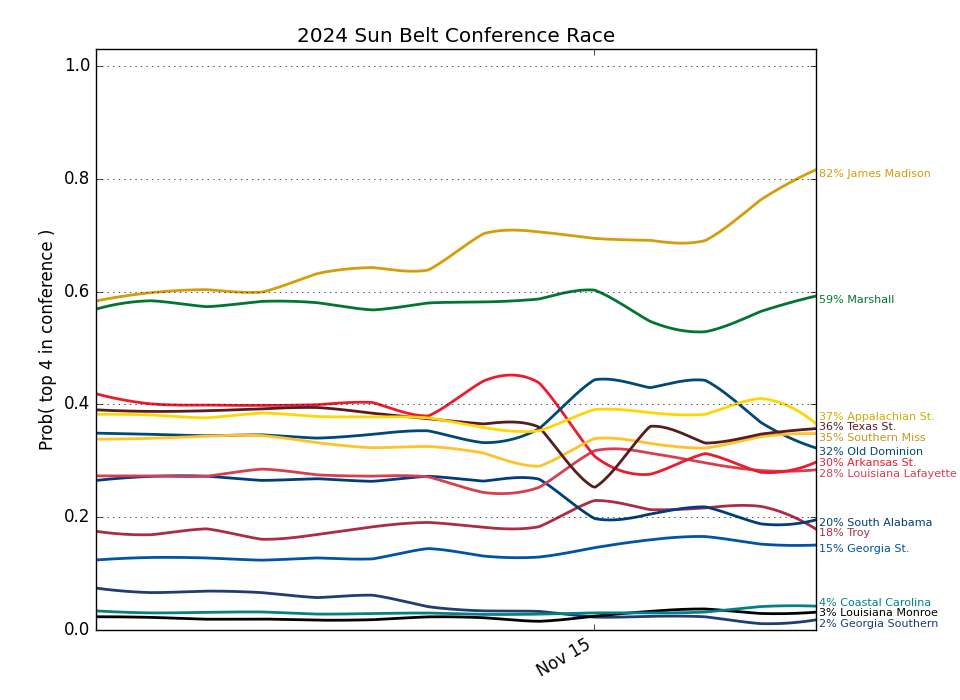 2024 Sun Belt Conference Race
Prob( top 4 in conference )
1.0
0.8
0.6
0.4
0.2
0.0
Nov 15
82% James Madison
59% Marshall
37% Appalachian St.
36% Texas St.
35% Southern Miss
32% Old Dominion
30% Arkansas St.
28% Louisiana Lafayette
20% South Alabama
18% Troy
15% Georgia St.
4% Coastal Carolina
3% Louisiana Monroe
2% Georgia Southern